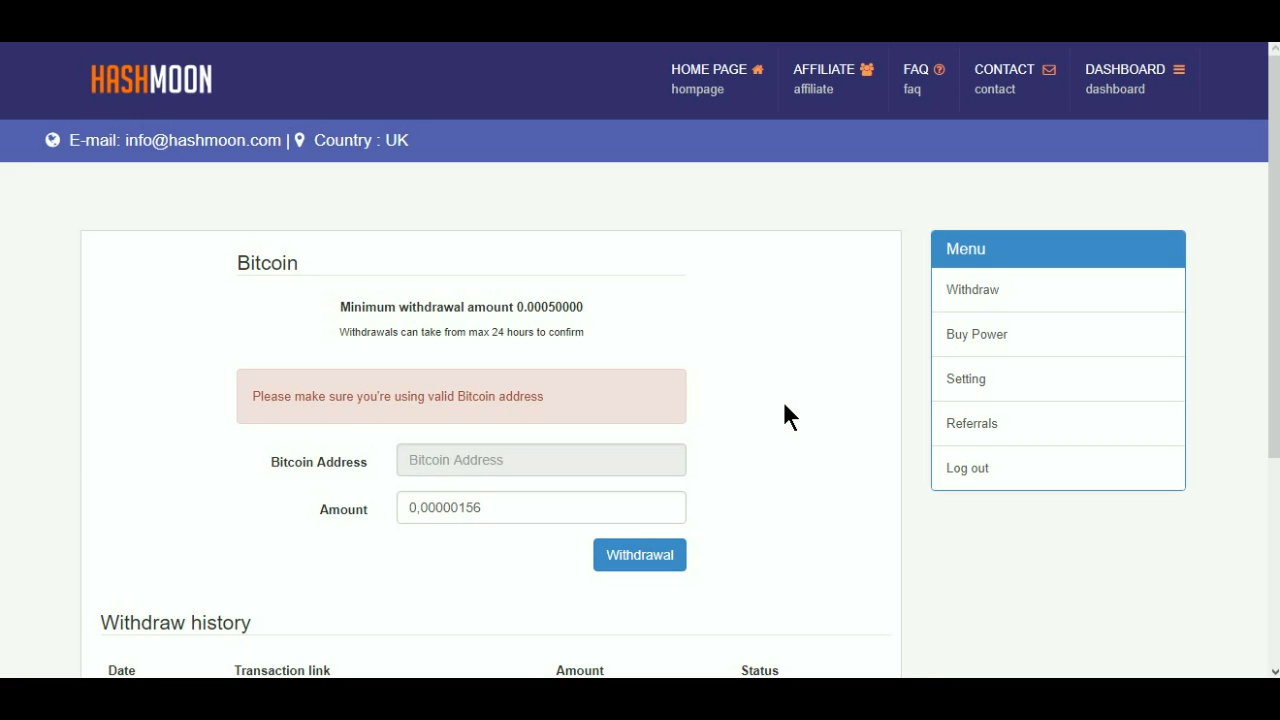 HASHMOON
HOME PAGE
hompage
AFFILIATE
affiliate
FAQ
faq
CONTACT
contact
DASHBOARD
dashboard
E-mail: info@hashmoon.com | Country : UK
Bitcoin
Minimum withdrawal amount 0.00050000
Withdrawals can take from max 24 hours to confirm
Please make sure you're using valid Bitcoin address
Bitcoin Address Bitcoin Address
Amount 0,00000156
Withdrawal
Withdraw history
Date Transaction link Amount Status
Menu
Withdraw
Buy Power
Setting
Referrals
Log out